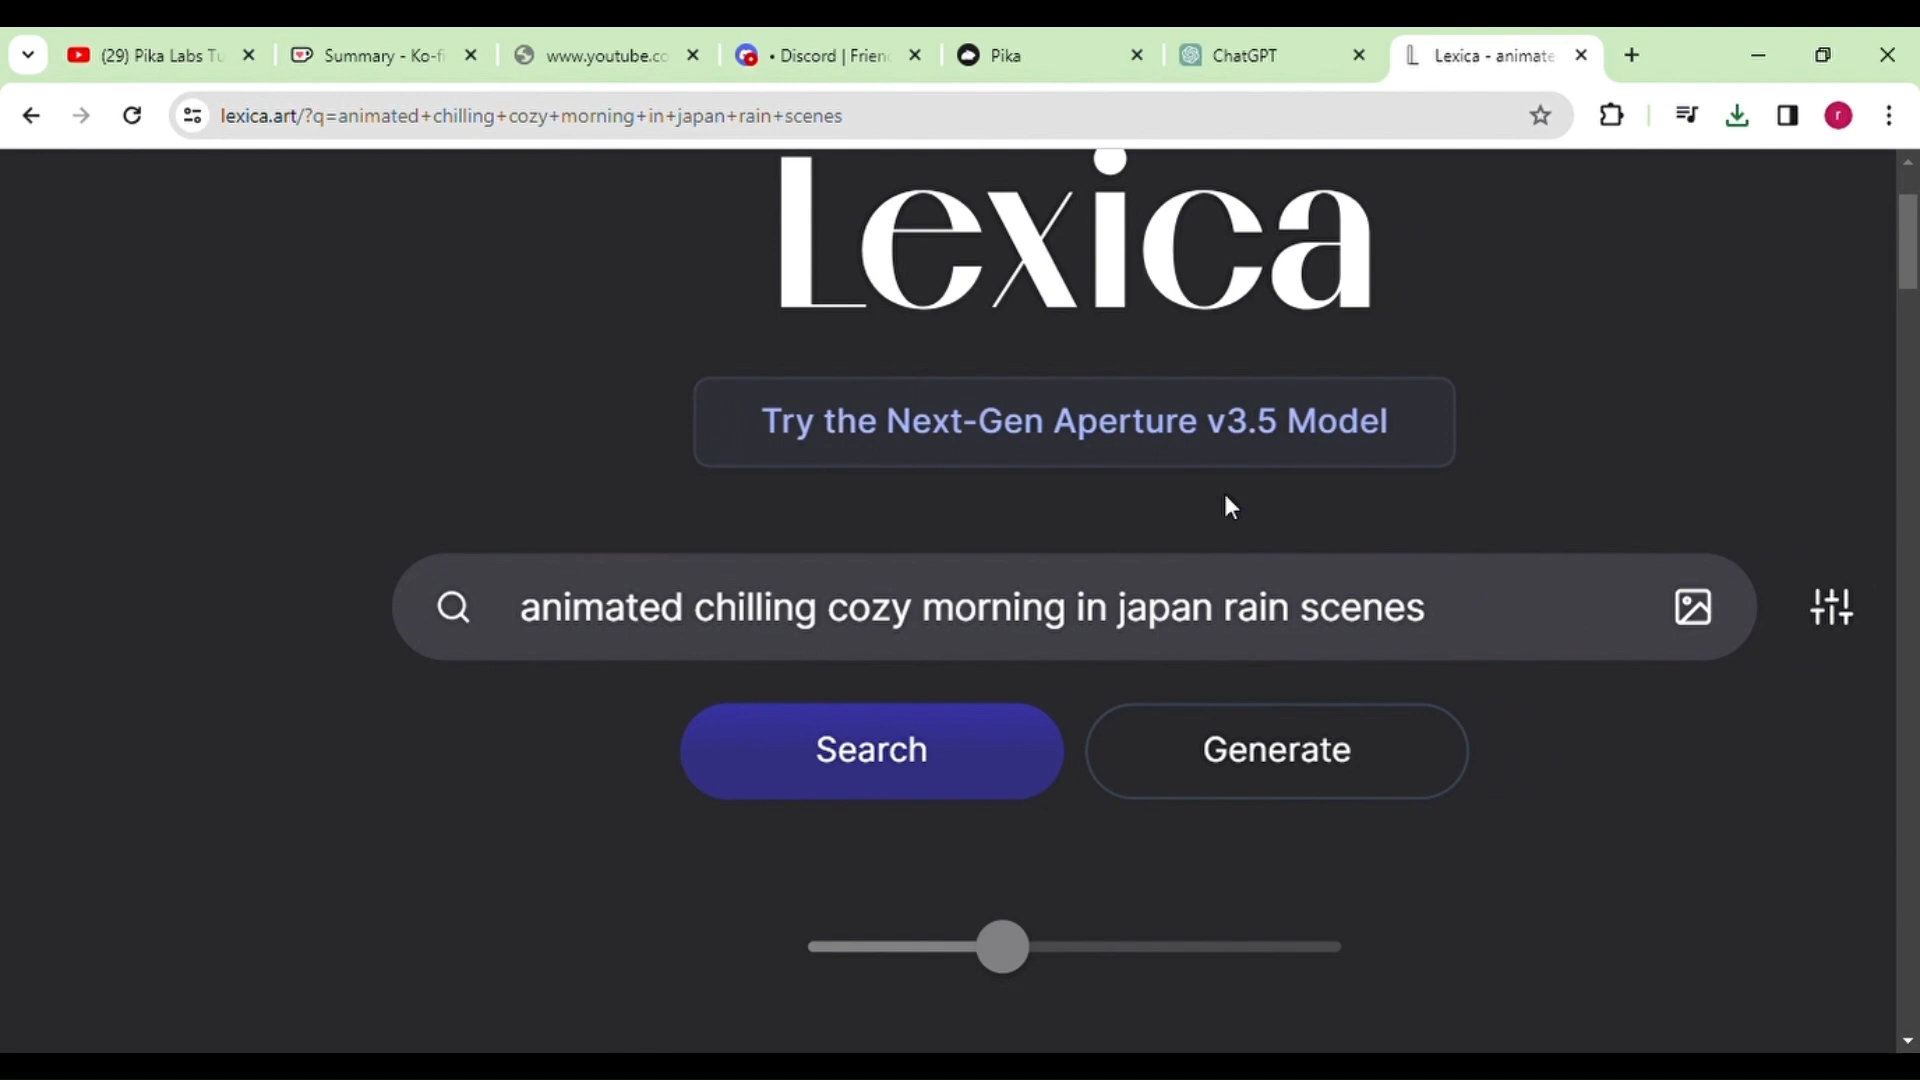 (29) Pika Labs Tu
Summary - Ko-fi
www.youtube.co
• Discord | Frien
Pika
ChatGPT
Lexica - animate
lexica.art/?q=animated+chilling+cozy+morning+in+japan+rain+scenes
r
Lexica
Try the Next-Gen Aperture v3.5 Model
animated chilling cozy morning in japan rain scenes
Search
Generate